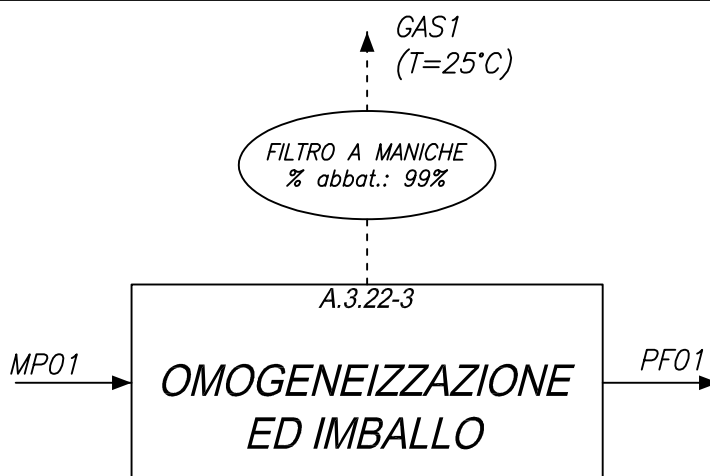 GAS1
(T=25°C)
FILTRO A MANICHE
% abbat.: 99%
A.3.22-3
MP01
OMOGENEIZZAZIONE
ED IMBALLO
PF01